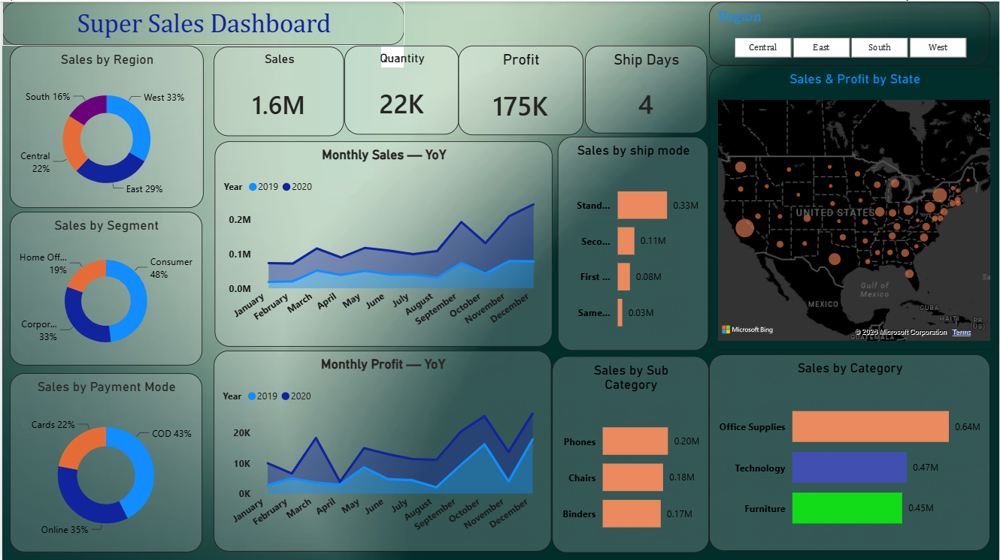 Super Sales Dashboard
Region
Central
East
South
West
Sales by Region
South 16%
West 33%
Central
22%
East 29%
Sales
1.6M
Quantity
22K
Profit
175K
Ship Days
4
Sales & Profit by State
UNITED STATES
MEXICO
Gulf of
Mexico
CUBA
HAITI
PR
(US)
GUATEMALA
Sa
Microsoft Bing
© 2026 Microsoft Corporation Terms
Monthly Sales — YoY
Year 2019 2020
0.2M
0.1M
0.0M
January
February
March
April
May
June
July
August
September
October
November
December
Sales by ship mode
Stand... 0.33M
Seco... 0.11M
First ... 0.08M
Same... 0.03M
Sales by Segment
Home Off...
19%
Consumer
48%
Corpor...
33%
Sales by Payment Mode
Cards 22%
COD 43%
Online 35%
Monthly Profit — YoY
Year 2019 2020
20K
10K
0K
January
February
March
April
May
June
July
August
September
October
November
December
Sales by Sub
Category
Phones 0.20M
Chairs 0.18M
Binders 0.17M
Sales by Category
Office Supplies 0.64M
Technology 0.47M
Furniture 0.45M